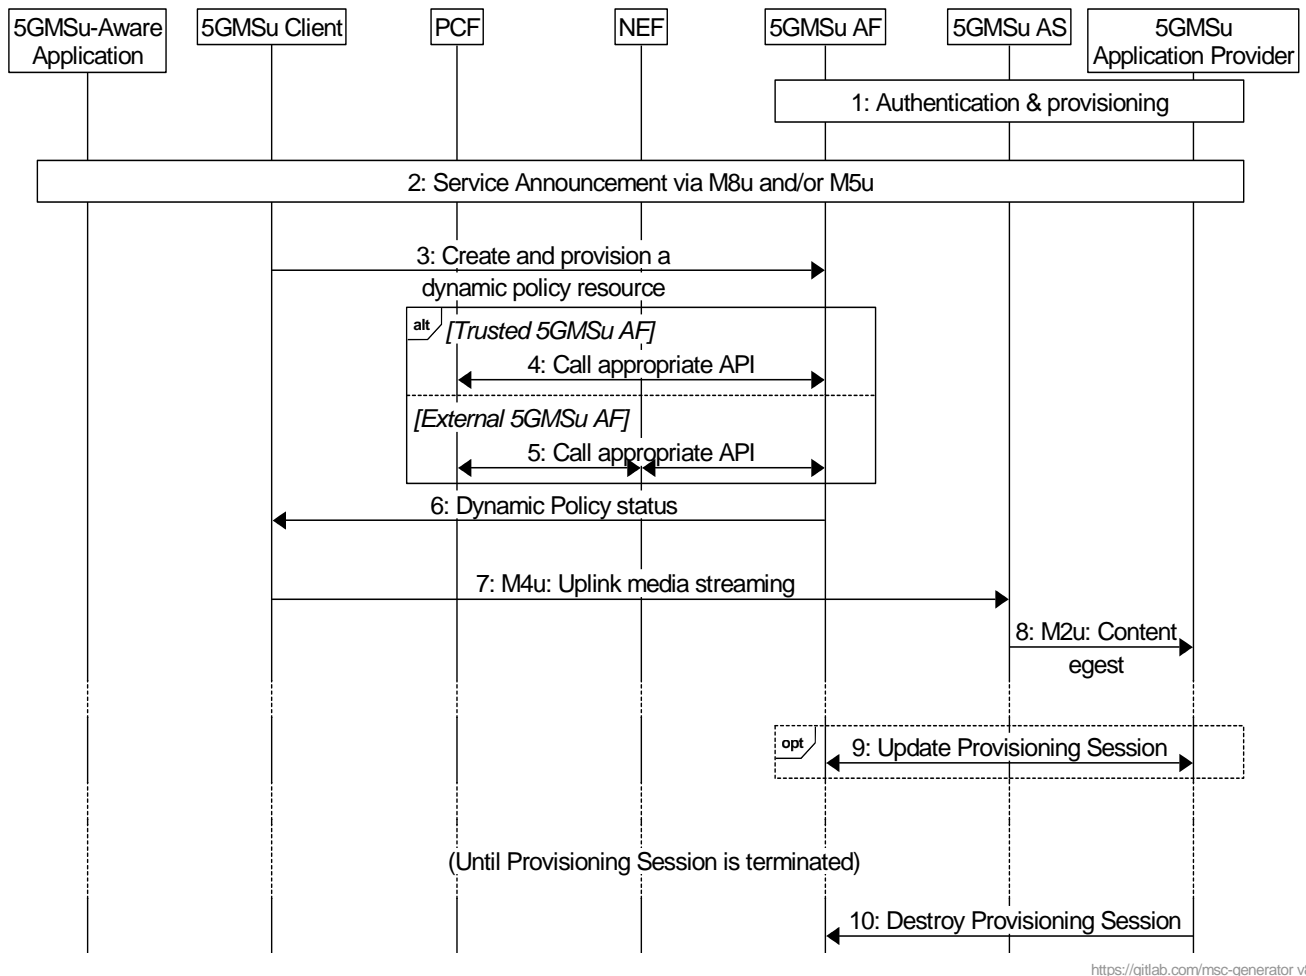 5GMSu-Aware
Application
5GMSu Client
PCF
NEF
5GMSu AF
5GMSu AS
5GMSu
Application Provider
1: Authentication & provisioning
2: Service Announcement via M8u and/or M5u
3: Create and provision a
dynamic policy resource
alt
[Trusted 5GMSu AF]
4: Call appropriate API
[External 5GMSu AF]
5: Call appropriate API
6: Dynamic Policy status
7: M4u: Uplink media streaming
8: M2u: Content
egest
opt
9: Update Provisioning Session
(Until Provisioning Session is terminated)
10: Destroy Provisioning Session
https://gitlab.com/msc-generator